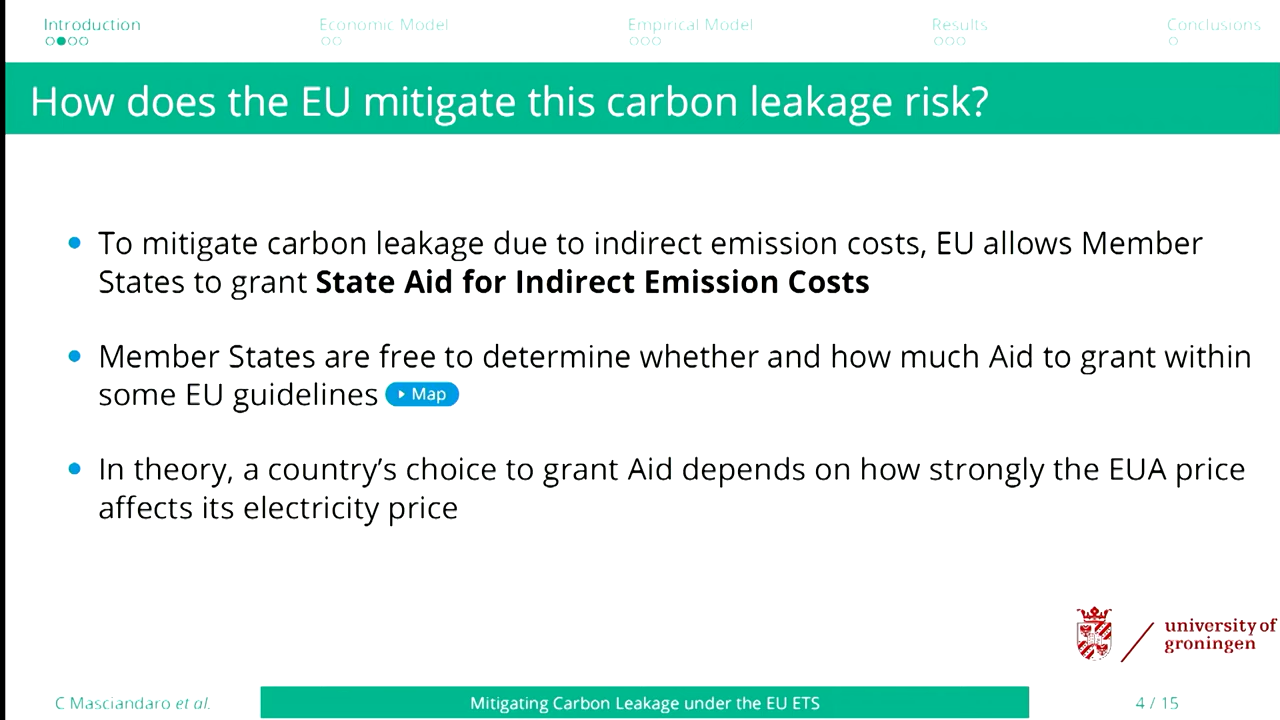 Introduction
Economic Model
Empirical Model
Results
Conclusions
How does the EU mitigate this carbon leakage risk?
To mitigate carbon leakage due to indirect emission costs, EU allows Member
States to grant State Aid for Indirect Emission Costs
Member States are free to determine whether and how much Aid to grant within
some EU guidelines Map
In theory, a country's choice to grant Aid depends on how strongly the EUA price
affects its electricity price
university of
groningen
C Masciandaro et al.
Mitigating Carbon Leakage under the EU ETS
4 / 15